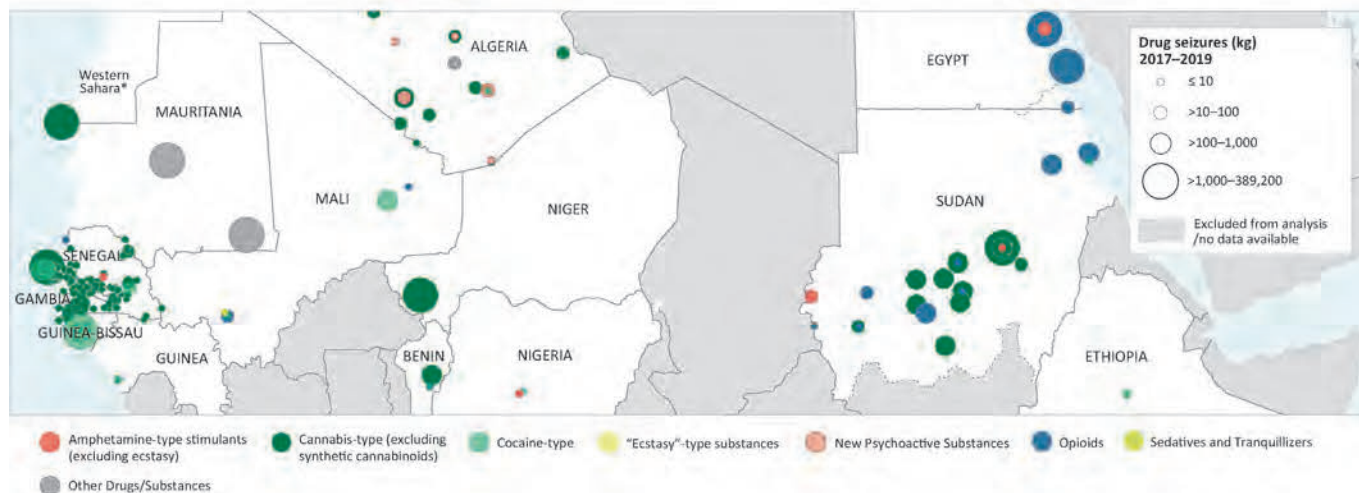 ALGERIA
Western
Sahara*
MAURITANIA
MALI
NIGER
SENEGAL
GAMBIA
GUINEA-BISSAU
GUINEA
BENIN
NIGERIA
EGYPT
SUDAN
ETHIOPIA
Drug seizures (kg)
2017–2019
≤ 10
>10–100
>100–1,000
>1,000–389,200
Excluded from analysis
/no data available
Amphetamine-type stimulants
(excluding ecstasy)
Cannabis-type (excluding
synthetic cannabinoids)
Cocaine-type
"Ecstasy"-type substances
New Psychoactive Substances
Opioids
Sedatives and Tranquillizers
Other Drugs/Substances